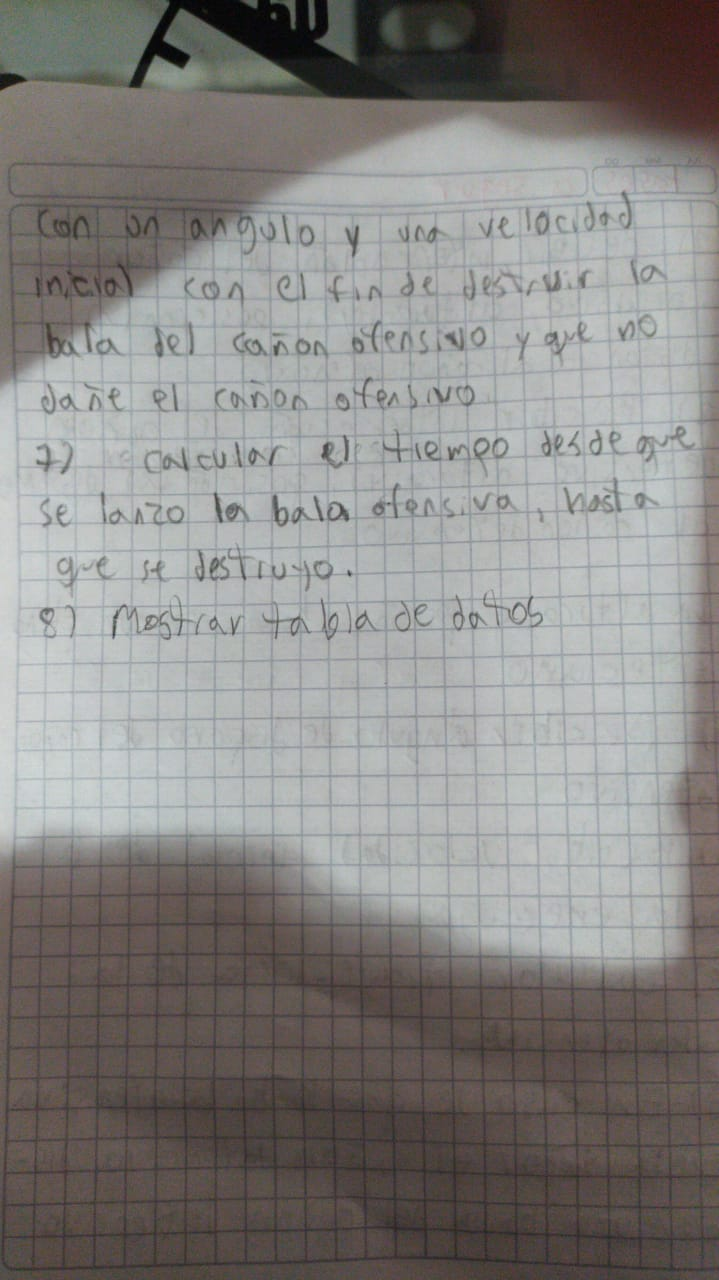 con un angulo y una velocidad
inicial con el fin de destruir la
bala del cañon ofensivo y que no
dañe el cañon ofensivo
7) calcular el tiempo desde que
se lanzo la bala ofensiva, hasta
que se destruyo.
8) Mostrar tabla de datos